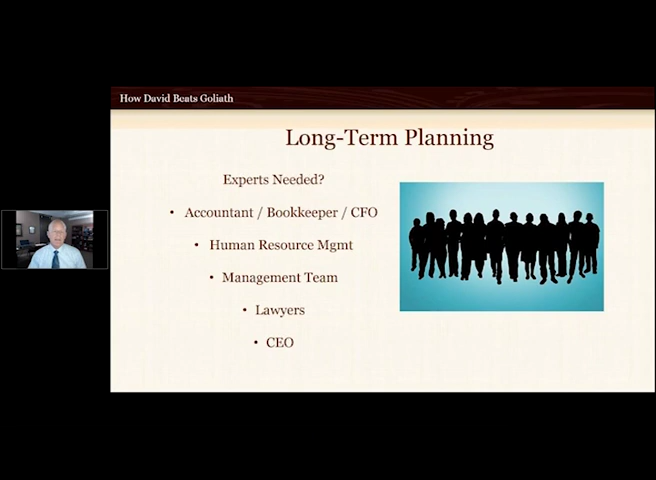 How David Beats Goliath
Long-Term Planning
Experts Needed?
• Accountant / Bookkeeper / CFO
• Human Resource Mgmt
• Management Team
• Lawyers
• CEO